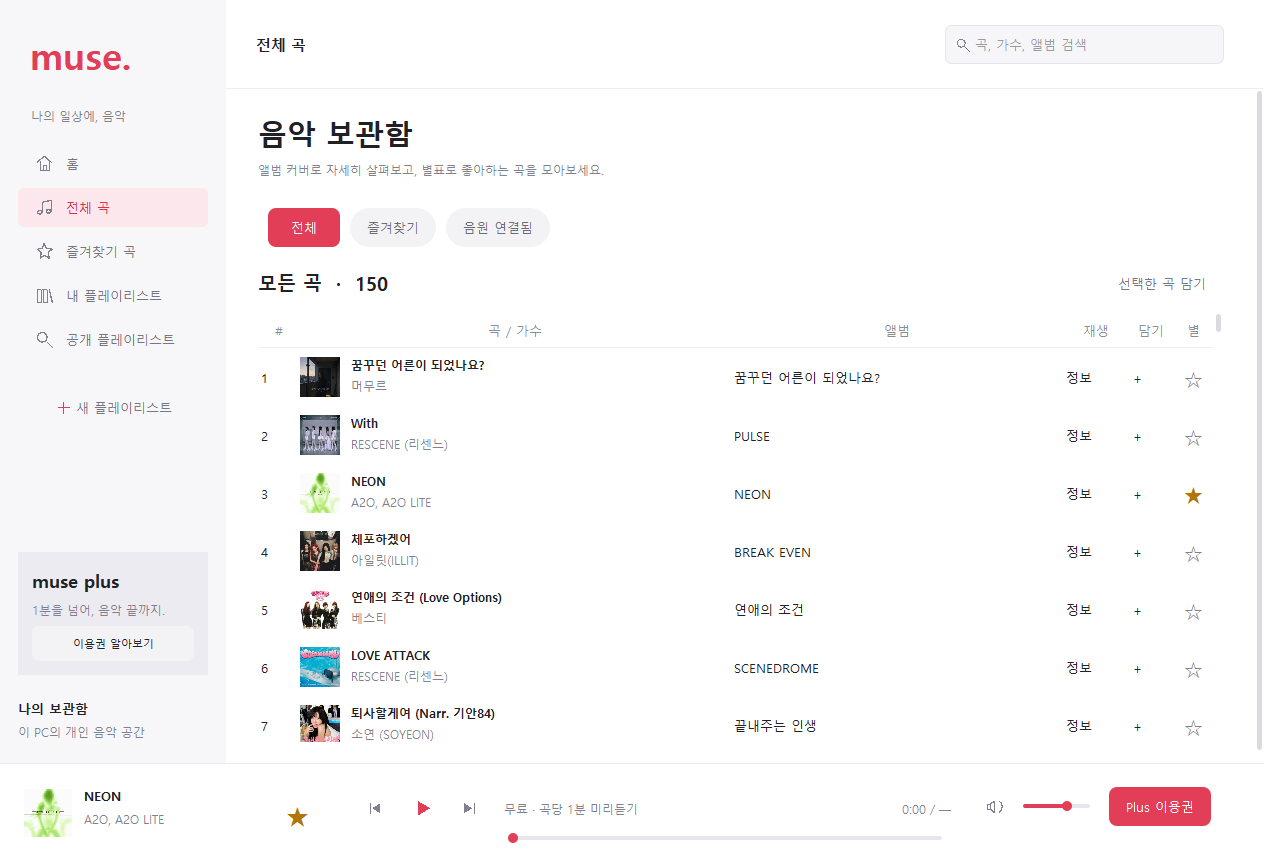 muse.
나의 일상에, 음악
홈
전체 곡
즐겨찾기 곡
내 플레이리스트
공개 플레이리스트
+ 새 플레이리스트
muse plus
1분을 넘어, 음악 끝까지.
이용권 알아보기
나의 보관함
이 PC의 개인 음악 공간
전체 곡
곡, 가수, 앨범 검색
음악 보관함
앨범 커버로 자세히 살펴보고, 별표로 좋아하는 곡을 모아보세요.
전체 즐겨찾기 음원 연결됨
모든 곡 · 150 선택한 곡 담기
# 곡 / 가수 앨범 재생 담기 별
1 꿈꾸던 어른이 되었나요? 꿈꾸던 어른이 되었나요? 정보 + ☆
머무르
2 With PULSE 정보 + ☆
RESCENE (리센느)
3 NEON NEON 정보 + ★
A2O, A2O LITE
4 체포하겠어 BREAK EVEN 정보 + ☆
아일릿(ILLIT)
5 연애의 조건 (Love Options) 연애의 조건 정보 + ☆
베스티
6 LOVE ATTACK SCENEDROME 정보 + ☆
RESCENE (리센느)
7 퇴사할게여 (Narr. 기안84) 끝내주는 인생 정보 + ☆
소연 (SOYEON)
NEON
A2O, A2O LITE
★
무료 · 곡당 1분 미리듣기
0:00 / —
Plus 이용권